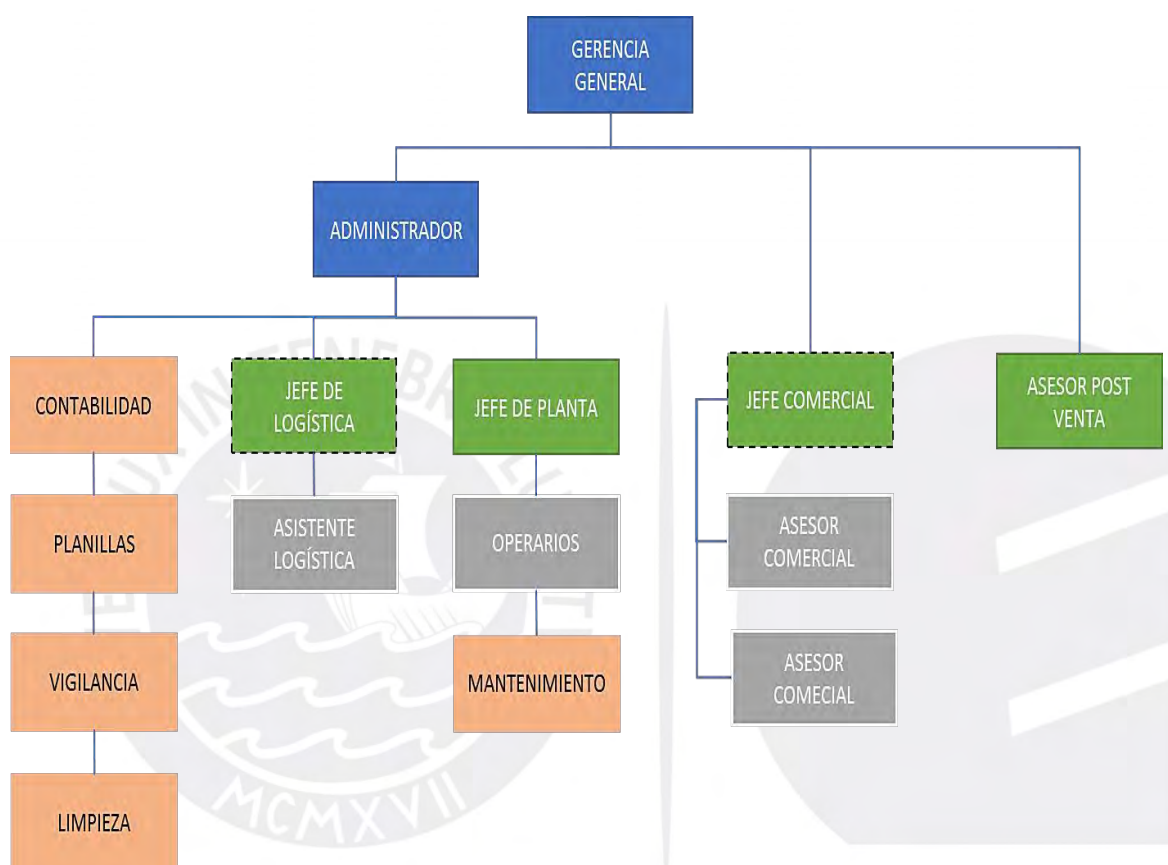 GERENCIA
GENERAL
ADMINISTRADOR
CONTABILIDAD
JEFE DE
LOGÍSTICA
JEFE DE PLANTA
JEFE COMERCIAL
ASESOR POST
VENTA
PLANILLAS
ASISTENTE
LOGÍSTICA
OPERARIOS
ASESOR
COMERCIAL
VIGILANCIA
MANTENIMIENTO
ASESOR
COMECIAL
LIMPIEZA
MCMXVII